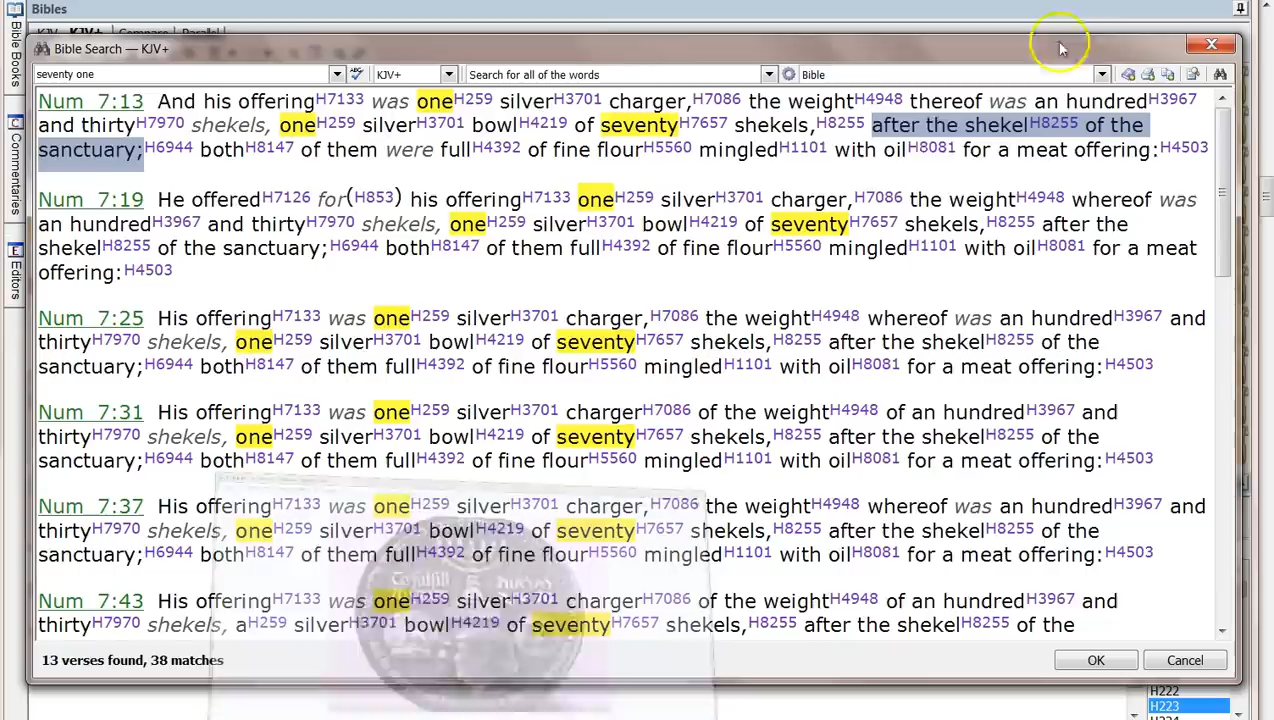 Bibles
KJV KJV+ Compare Parallel
Bible Search — KJV+
seventy one KJV+ Search for all of the words Bible
Num 7:13 And his offeringH7133 was oneH259 silverH3701 charger,H7086 the weightH4948 thereof was an hundredH3967
and thirtyH7970 shekels, oneH259 silverH3701 bowlH4219 of seventyH7657 shekels,H8255 after the shekelH8255 of the
sanctuary;H6944 bothH8147 of them were fullH4392 of fine flourH5560 mingledH1101 with oilH8081 for a meat offering:H4503
Num 7:19 He offeredH7126 for(H853) his offeringH7133 oneH259 silverH3701 charger,H7086 the weightH4948 whereof was
an hundredH3967 and thirtyH7970 shekels, oneH259 silverH3701 bowlH4219 of seventyH7657 shekels,H8255 after the
shekelH8255 of the sanctuary;H6944 bothH8147 of them fullH4392 of fine flourH5560 mingledH1101 with oilH8081 for a meat
offering:H4503
Num 7:25 His offeringH7133 was oneH259 silverH3701 charger,H7086 the weightH4948 whereof was an hundredH3967 and
thirtyH7970 shekels, oneH259 silverH3701 bowlH4219 of seventyH7657 shekels,H8255 after the shekelH8255 of the
sanctuary;H6944 bothH8147 of them fullH4392 of fine flourH5560 mingledH1101 with oilH8081 for a meat offering:H4503
Num 7:31 His offeringH7133 was oneH259 silverH3701 chargerH7086 of the weightH4948 of an hundredH3967 and
thirtyH7970 shekels, oneH259 silverH3701 bowlH4219 of seventyH7657 shekels,H8255 after the shekelH8255 of the
sanctuary;H6944 bothH8147 of them fullH4392 of fine flourH5560 mingledH1101 with oilH8081 for a meat offering:H4503
Num 7:37 His offeringH7133 was oneH259 silverH3701 charger,H7086 the weightH4948 whereof was an hundredH3967 and
thirtyH7970 shekels, oneH259 silverH3701 bowlH4219 of seventyH7657 shekels,H8255 after the shekelH8255 of the
sanctuary;H6944 bothH8147 of them fullH4392 of fine flourH5560 mingledH1101 with oilH8081 for a meat offering:H4503
Num 7:43 His offeringH7133 was oneH259 silverH3701 chargerH7086 of the weightH4948 of an hundredH3967 and
thirtyH7970 shekels, aH259 silverH3701 bowlH4219 of seventyH7657 shekels,H8255 after the shekelH8255 of the
13 verses found, 38 matches
OK Cancel
Bible Books
Commentaries
Editors
To fulfill
H222
H223